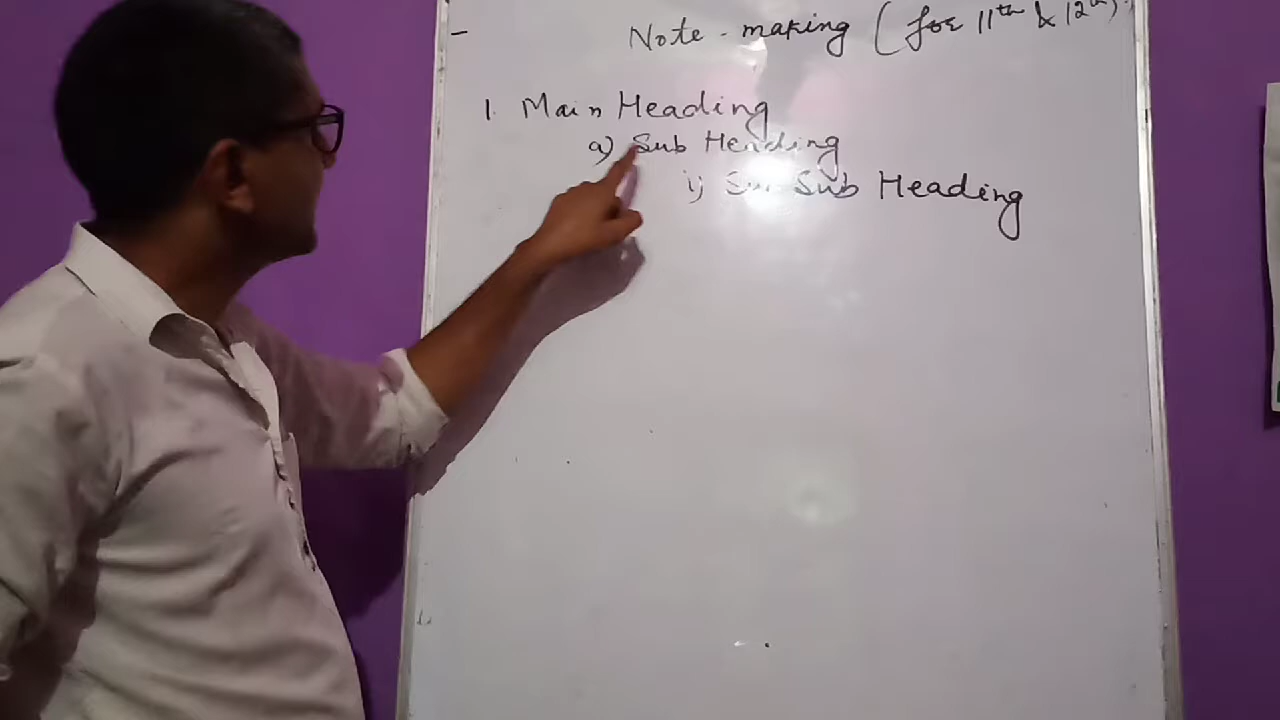 Note - making (for 11th & 12th).
1. Main Heading
a) Sub Heading
i) Sub Sub Heading